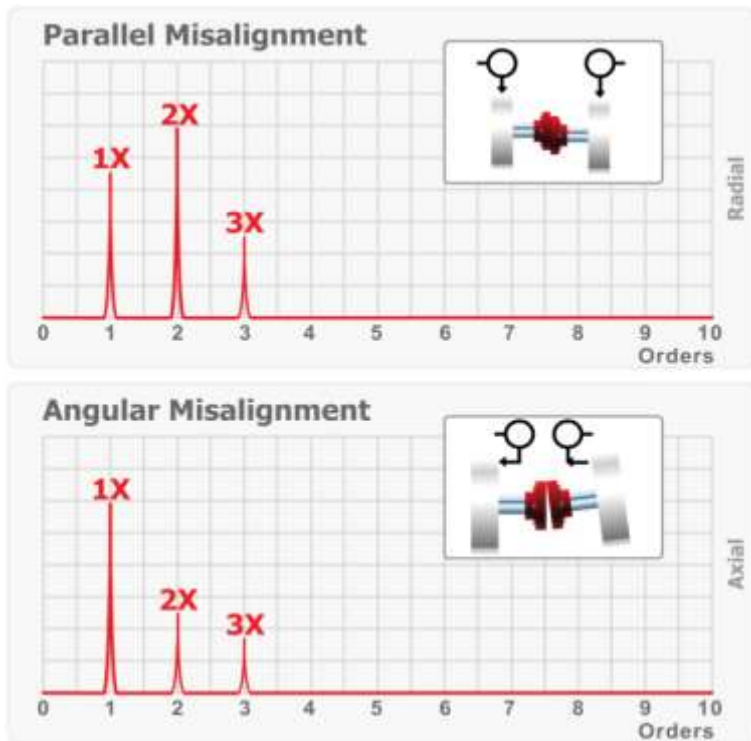 Parallel Misalignment
1X
2X
3X
Radial
0 1 2 3 4 5 6 7 8 9 10
Orders
Angular Misalignment
1X
2X
3X
Axial
0 1 2 3 4 5 6 7 8 9 10
Orders